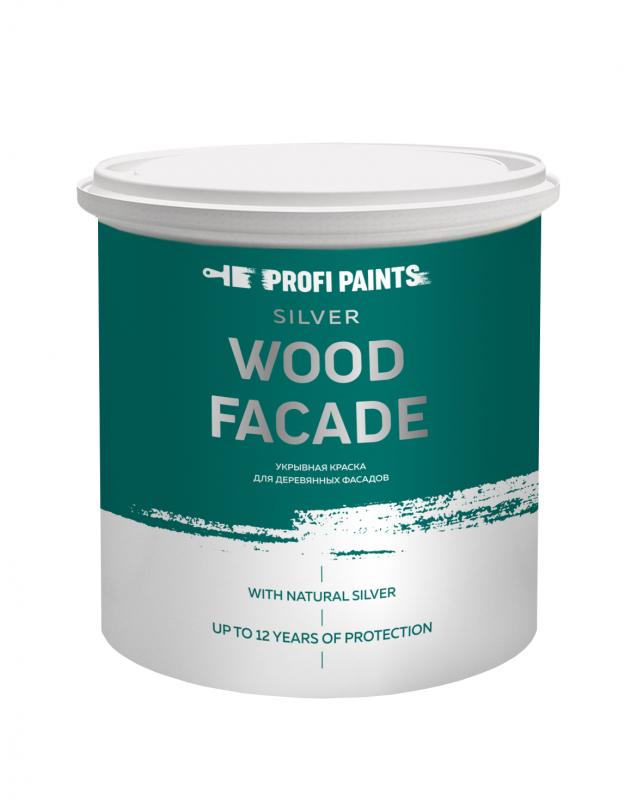 PROFI PAINTS
SILVER
WOOD
FACADE
УКРЫВНАЯ КРАСКА
ДЛЯ ДЕРЕВЯННЫХ ФАСАДОВ
WITH NATURAL SILVER
UP TO 12 YEARS OF PROTECTION